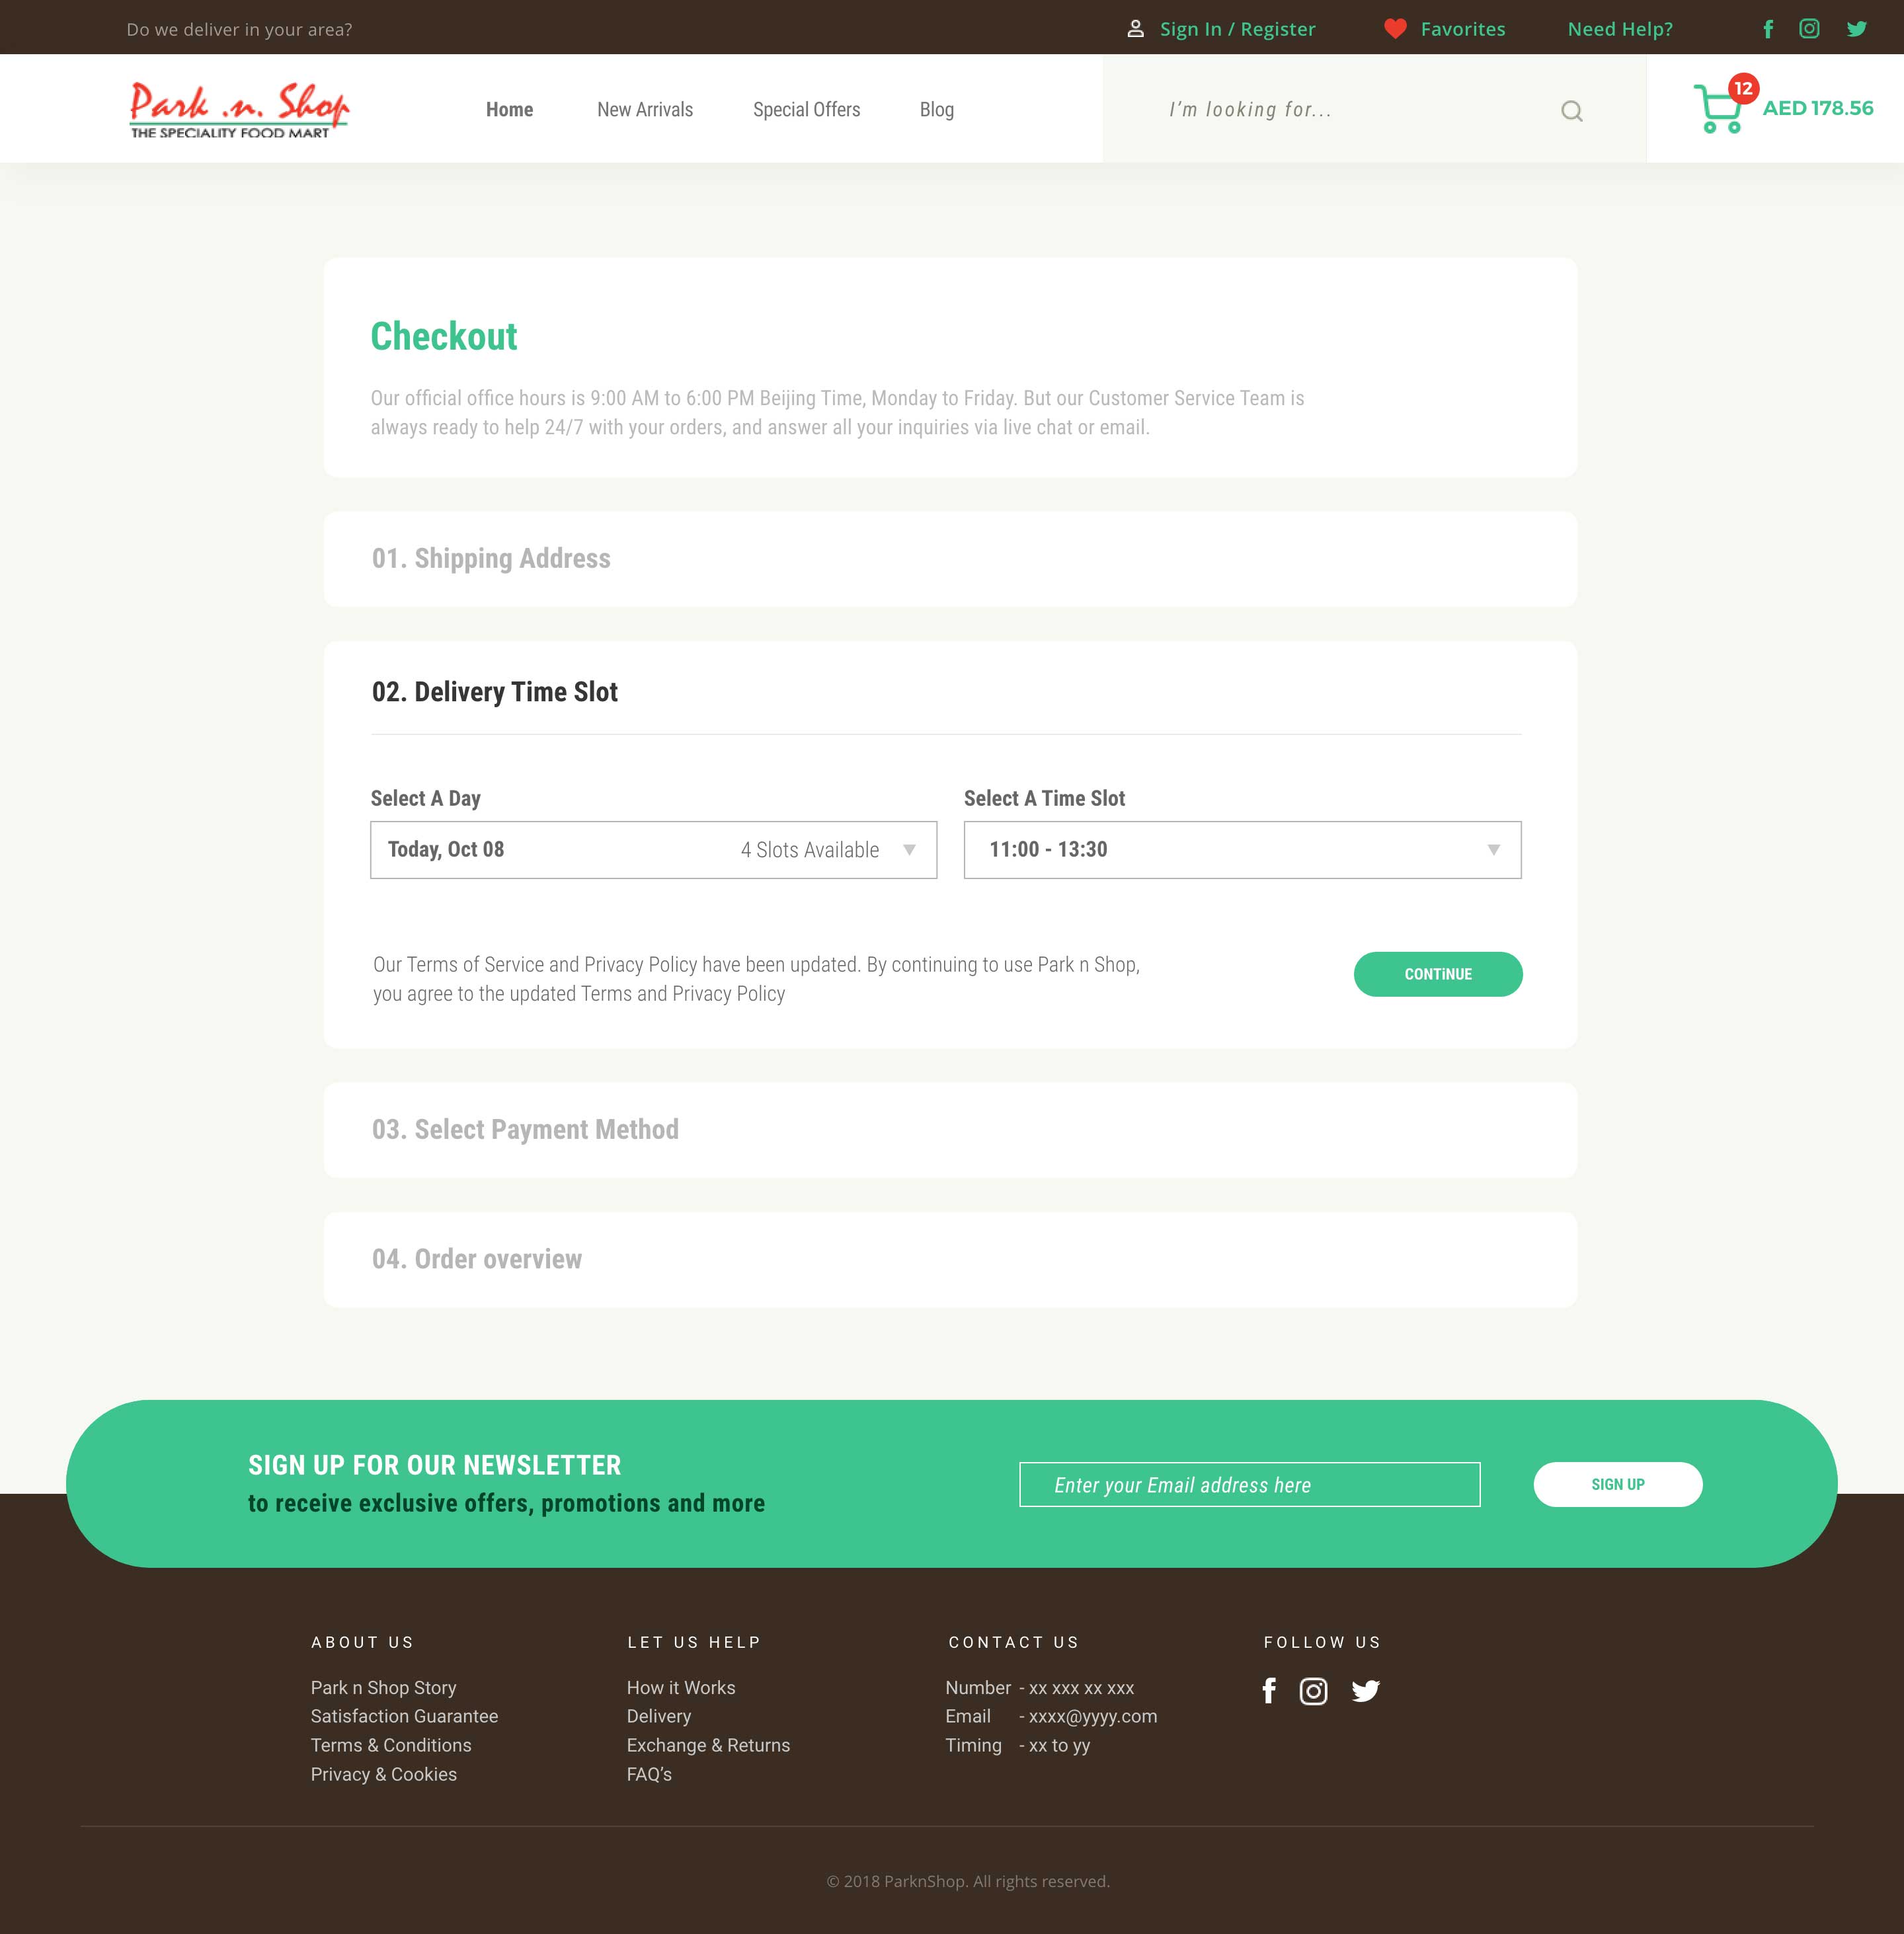 Do we deliver in your area?
Sign In / Register
Favorites
Need Help?
Park .n. Shop
THE SPECIALITY FOOD MART
Home
New Arrivals
Special Offers
Blog
I’m looking for...
12
AED 178.56
Checkout
Our official office hours is 9:00 AM to 6:00 PM Beijing Time, Monday to Friday. But our Customer Service Team is
always ready to help 24/7 with your orders, and answer all your inquiries via live chat or email.
01. Shipping Address
02. Delivery Time Slot
Select A Day
Select A Time Slot
Today, Oct 08
4 Slots Available
11:00 - 13:30
Our Terms of Service and Privacy Policy have been updated. By continuing to use Park n Shop,
you agree to the updated Terms and Privacy Policy
CONTiNUE
03. Select Payment Method
04. Order overview
SIGN UP FOR OUR NEWSLETTER
to receive exclusive offers, promotions and more
Enter your Email address here
SIGN UP
ABOUT US
Park n Shop Story
Satisfaction Guarantee
Terms & Conditions
Privacy & Cookies
LET US HELP
How it Works
Delivery
Exchange & Returns
FAQ’s
CONTACT US
Number - xx xxx xx xxx
Email - xxxx@yyyy.com
Timing - xx to yy
FOLLOW US
© 2018 ParknShop. All rights reserved.